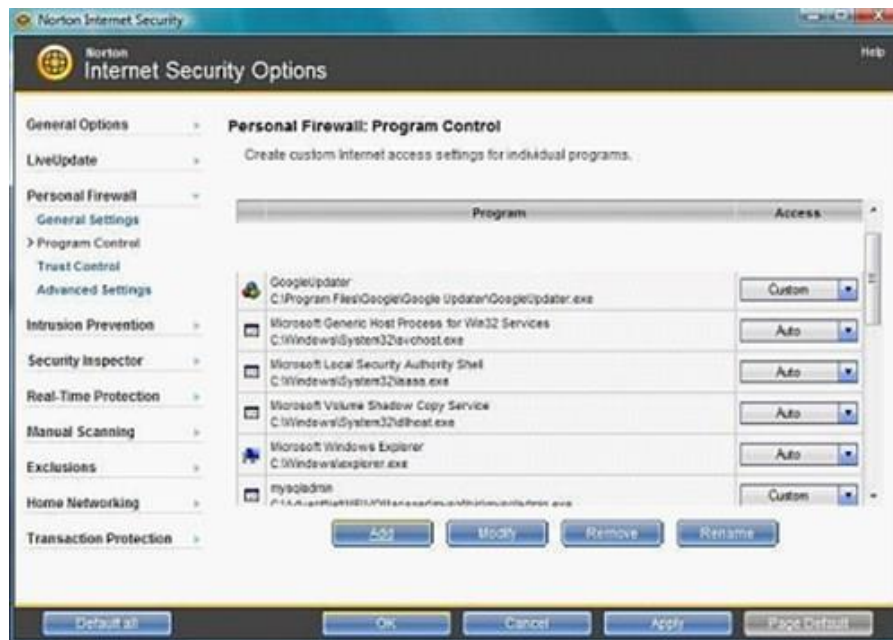 Norton Internet Security
Norton
Internet Security Options
Help
General Options
LiveUpdate
Personal Firewall
General Settings
Program Control
Trust Control
Advanced Settings
Intrusion Prevention
Security Inspector
Real-Time Protection
Manual Scanning
Exclusions
Home Networking
Transaction Protection
Personal Firewall: Program Control
Create custom Internet access settings for individual programs.
Program Access
GoogleUpdater Custom
C:\Program Files\Google\Google Updater\GoogleUpdater.exe
Microsoft Generic Host Process for Win32 Services Auto
C:\Windows\System32\svchost.exe
Microsoft Local Security Authority Shell Auto
C:\Windows\System32\lsass.exe
Microsoft Volume Shadow Copy Service Auto
C:\Windows\System32\dllhost.exe
Microsoft Windows Explorer Auto
C:\Windows\explorer.exe
mysqladmin Custom
Add Modify Remove Rename
Default all OK Cancel Apply Page Default